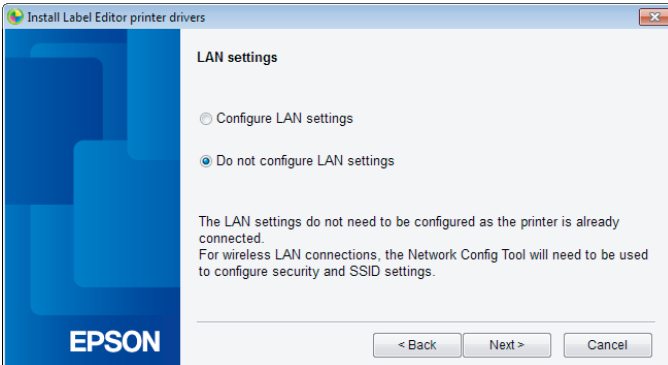 Install Label Editor printer drivers
LAN settings
Configure LAN settings
Do not configure LAN settings
The LAN settings do not need to be configured as the printer is already
connected.
For wireless LAN connections, the Network Config Tool will need to be used
to configure security and SSID settings.
EPSON
< Back Next > Cancel